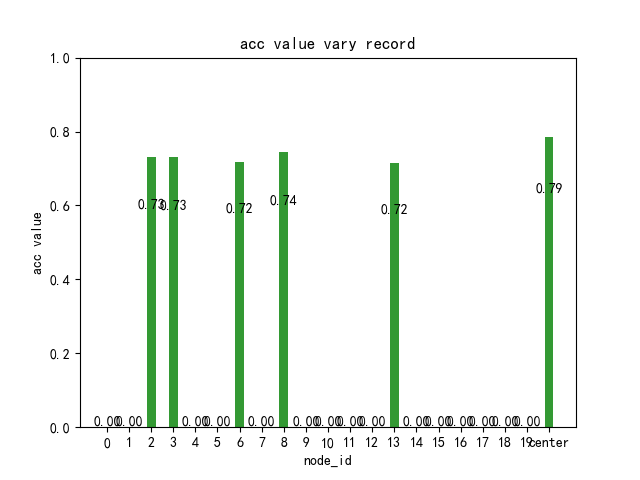 acc value vary record
1.0
0.8
0.6
0.4
0.2
0.0
acc value
0.00 0.00 0.73 0.73 0.00 0.00 0.72 0.00 0.74 0.00 0.00 0.00 0.00 0.72 0.00 0.00 0.00 0.00 0.00 0.00 0.79
0 1 2 3 4 5 6 7 8 9 10 11 12 13 14 15 16 17 18 19 center
node_id